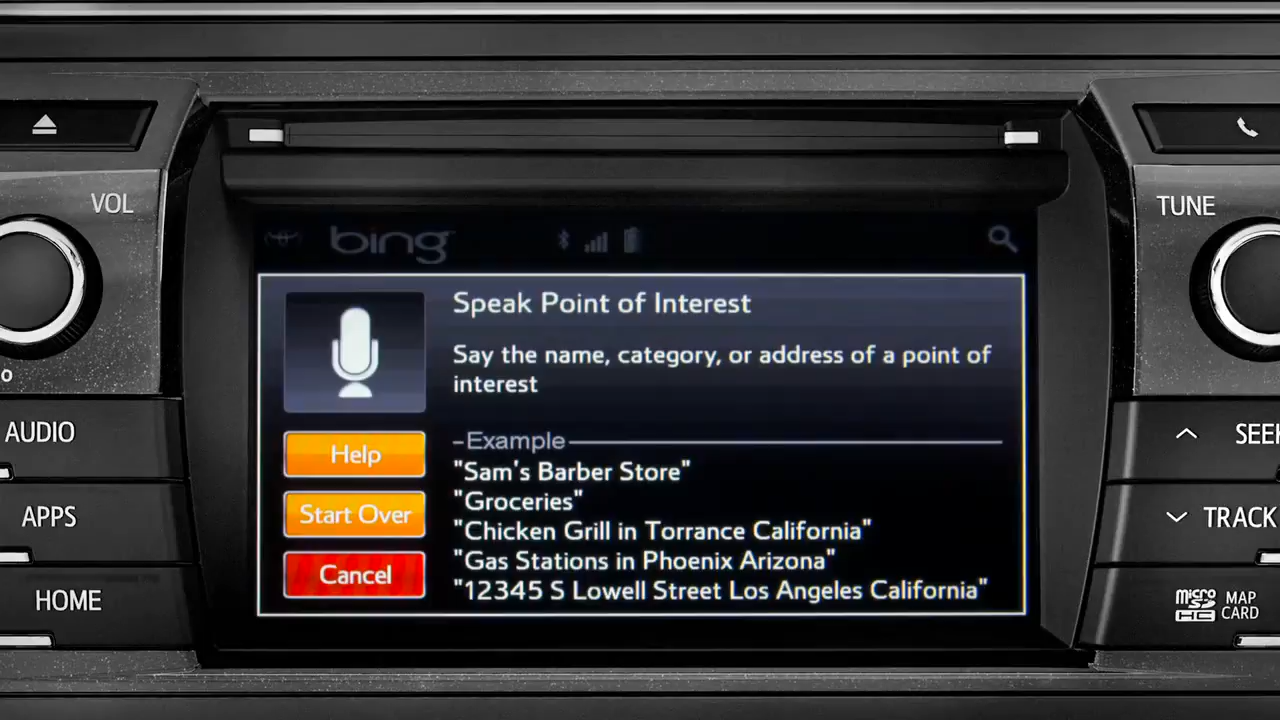 VOL
TUNE
bing
Speak Point of Interest
Say the name, category, or address of a point of
interest
Example
"Sam's Barber Store"
"Groceries"
"Chicken Grill in Torrance California"
"Gas Stations in Phoenix Arizona"
"12345 S Lowell Street Los Angeles California"
Help
Start Over
Cancel
o
AUDIO
APPS
HOME
SEEK
TRACK
micro SD HC
MAP
CARD